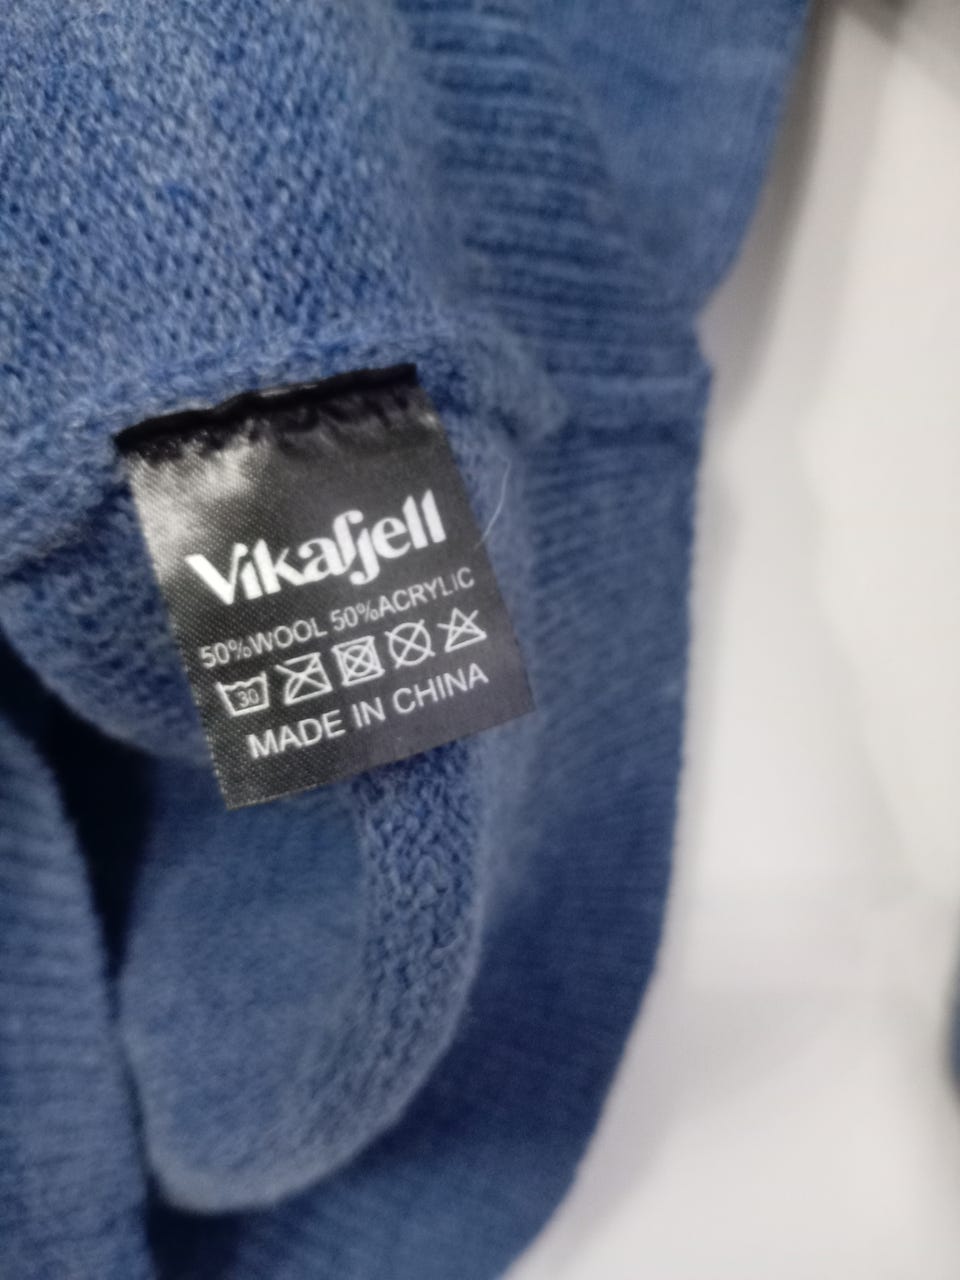 Vikafjell
50%WOOL 50%ACRYLIC
30
MADE IN CHINA